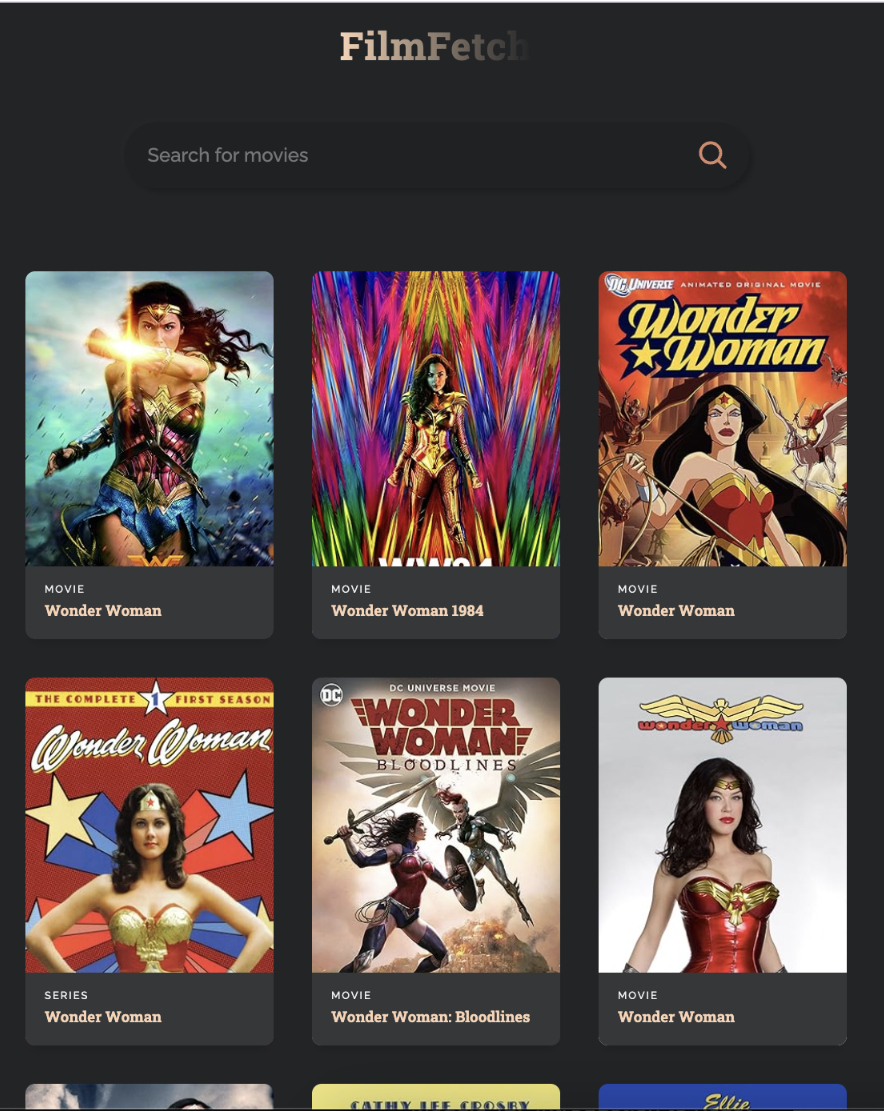 FilmFetch
Search for movies
DC UNIVERSE ANIMATED ORIGINAL MOVIE
Wonder
Woman
WW84
MOVIE
Wonder Woman
MOVIE
Wonder Woman 1984
MOVIE
Wonder Woman
THE COMPLETE 1 FIRST SEASON
Wonder Woman
DC
DC UNIVERSE MOVIE
WONDER
WOMAN
BLOODLINES
wonder woman
SERIES
Wonder Woman
MOVIE
Wonder Woman: Bloodlines
MOVIE
Wonder Woman
CATHY LEE CROSBY
Ellie